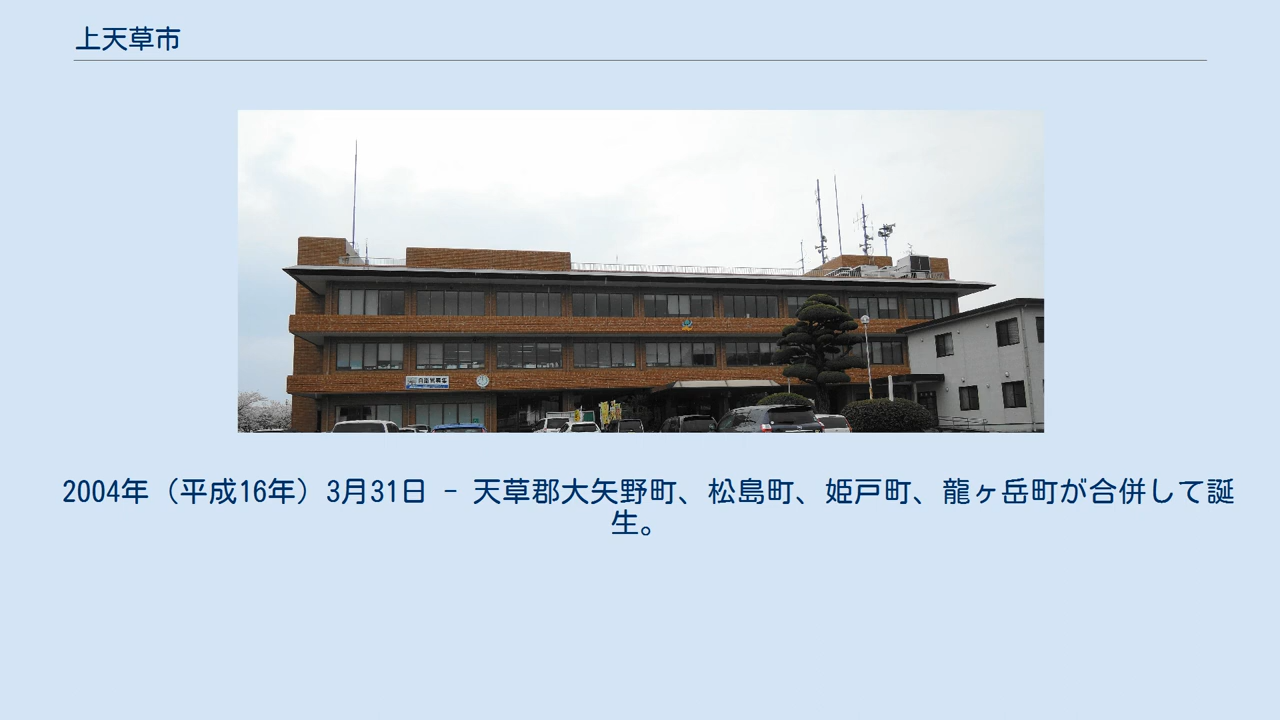 上天草市
2004年（平成16年）3月31日 - 天草郡大矢野町、松島町、姫戸町、龍ヶ岳町が合併して誕
生。